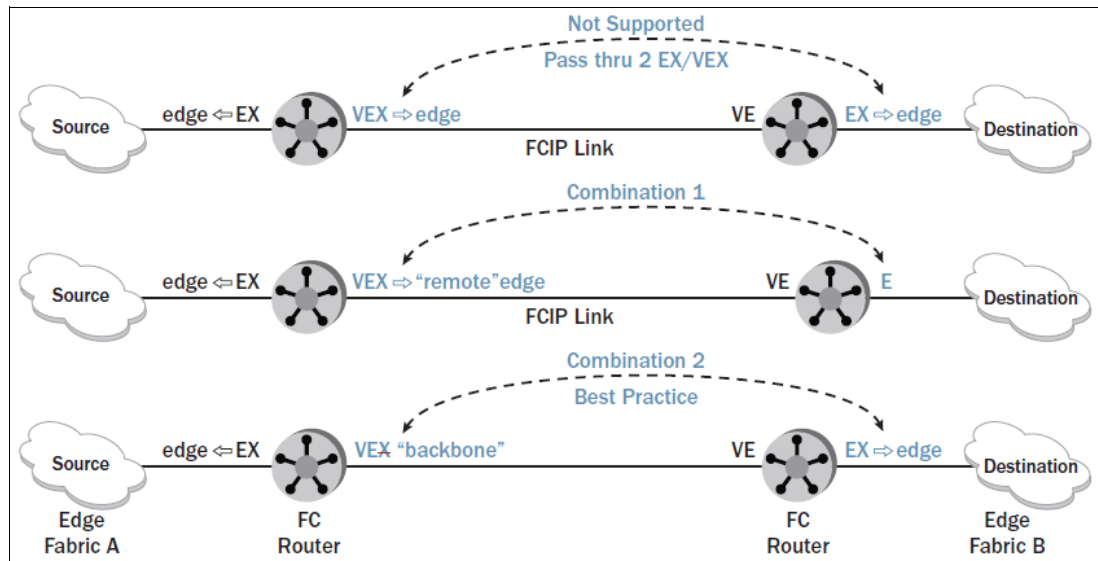 Not Supported
Pass thru 2 EX/VEX
Source
edge ⇦ EX
VEX ⇨ edge
VE
EX ⇨ edge
Destination
FCIP Link
Combination 1
Source
edge ⇦ EX
VEX ⇨ “remote”edge
VE
E
Destination
FCIP Link
Combination 2
Best Practice
Source
edge ⇦ EX
VEX “backbone”
VE
EX ⇨ edge
Destination
Edge
Fabric A
FC
Router
FC
Router
Edge
Fabric B